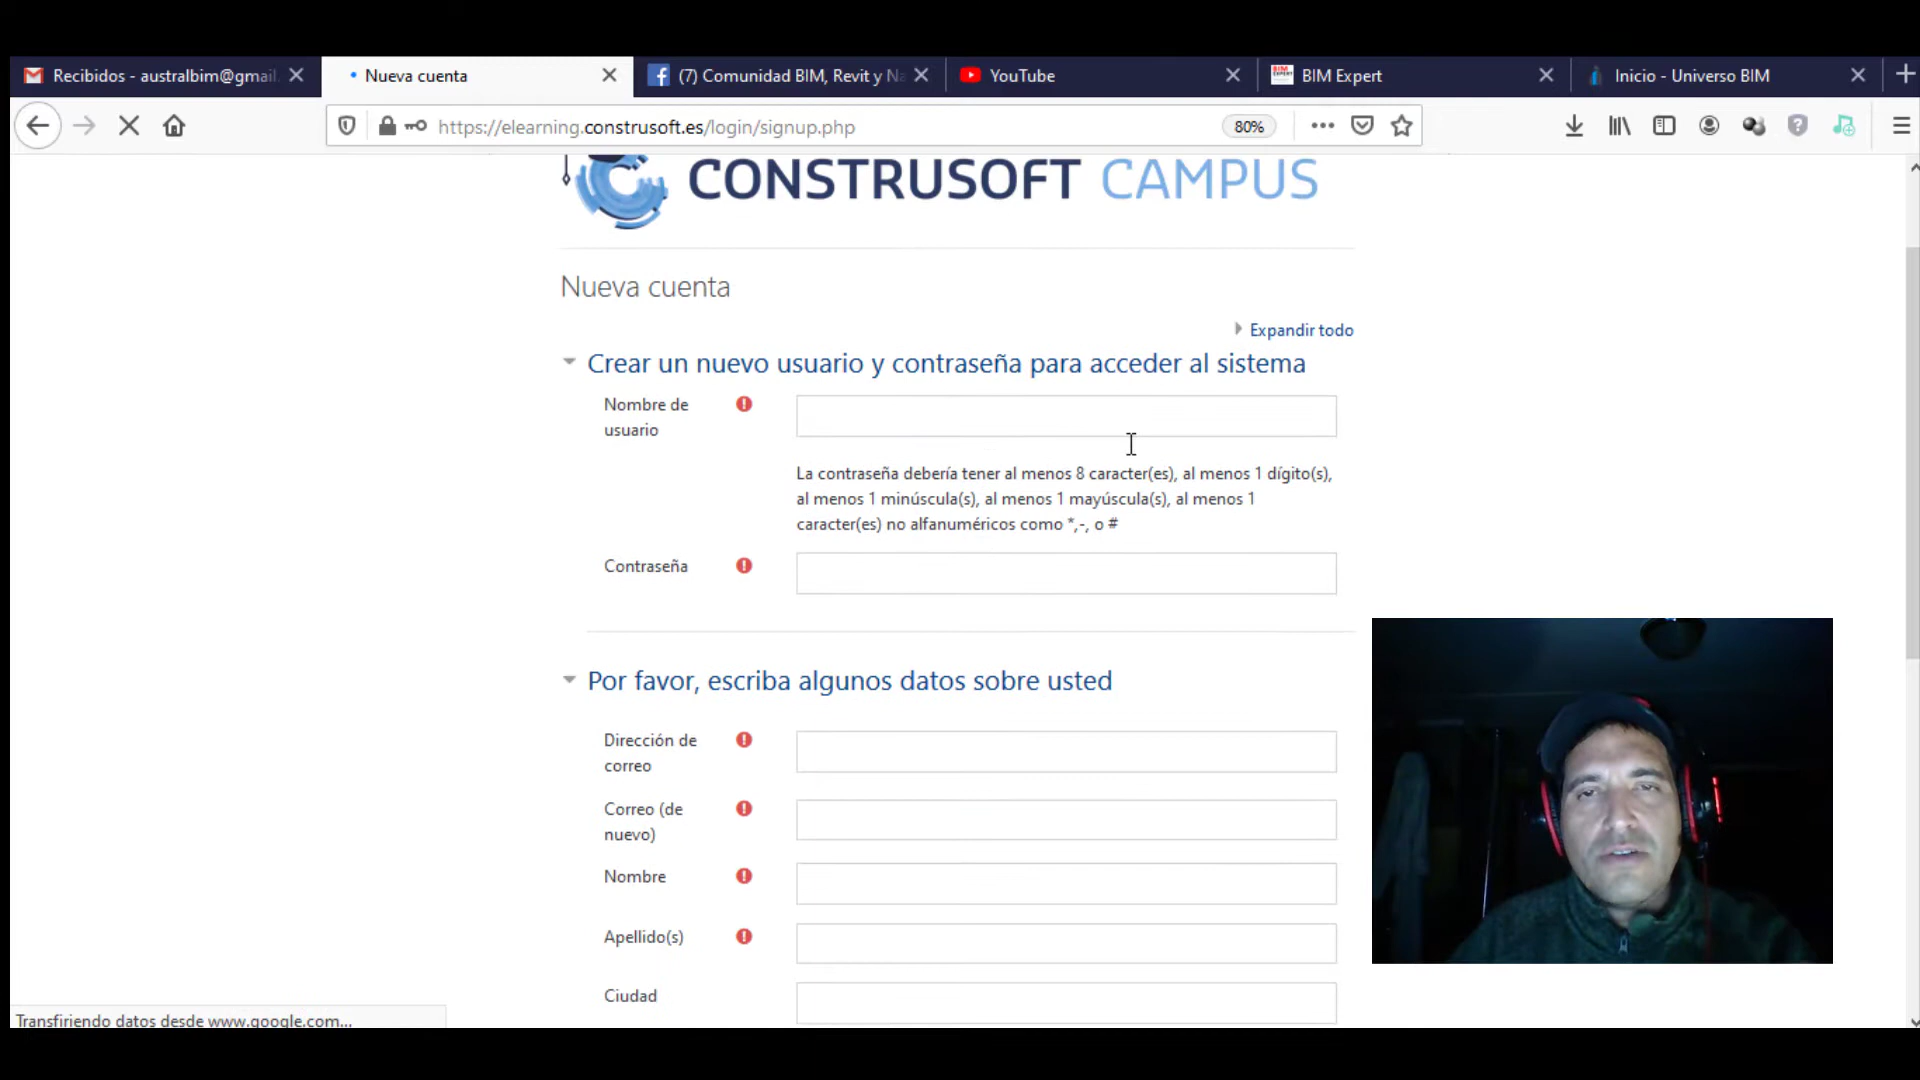 Recibidos - australbim@gmail
Nueva cuenta
(7) Comunidad BIM, Revit y Na
YouTube
BIM Expert
Inicio - Universo BIM
https://elearning.construsoft.es/login/signup.php
80%
CONSTRUSOFT CAMPUS
Nueva cuenta
Expandir todo
Crear un nuevo usuario y contraseña para acceder al sistema
Nombre de
usuario
La contraseña debería tener al menos 8 caracter(es), al menos 1 dígito(s),
al menos 1 minúscula(s), al menos 1 mayúscula(s), al menos 1
caracter(es) no alfanuméricos como *,-, o #
Contraseña
Por favor, escriba algunos datos sobre usted
Dirección de
correo
Correo (de
nuevo)
Nombre
Apellido(s)
Ciudad
Transfiriendo datos desde www.google.com...